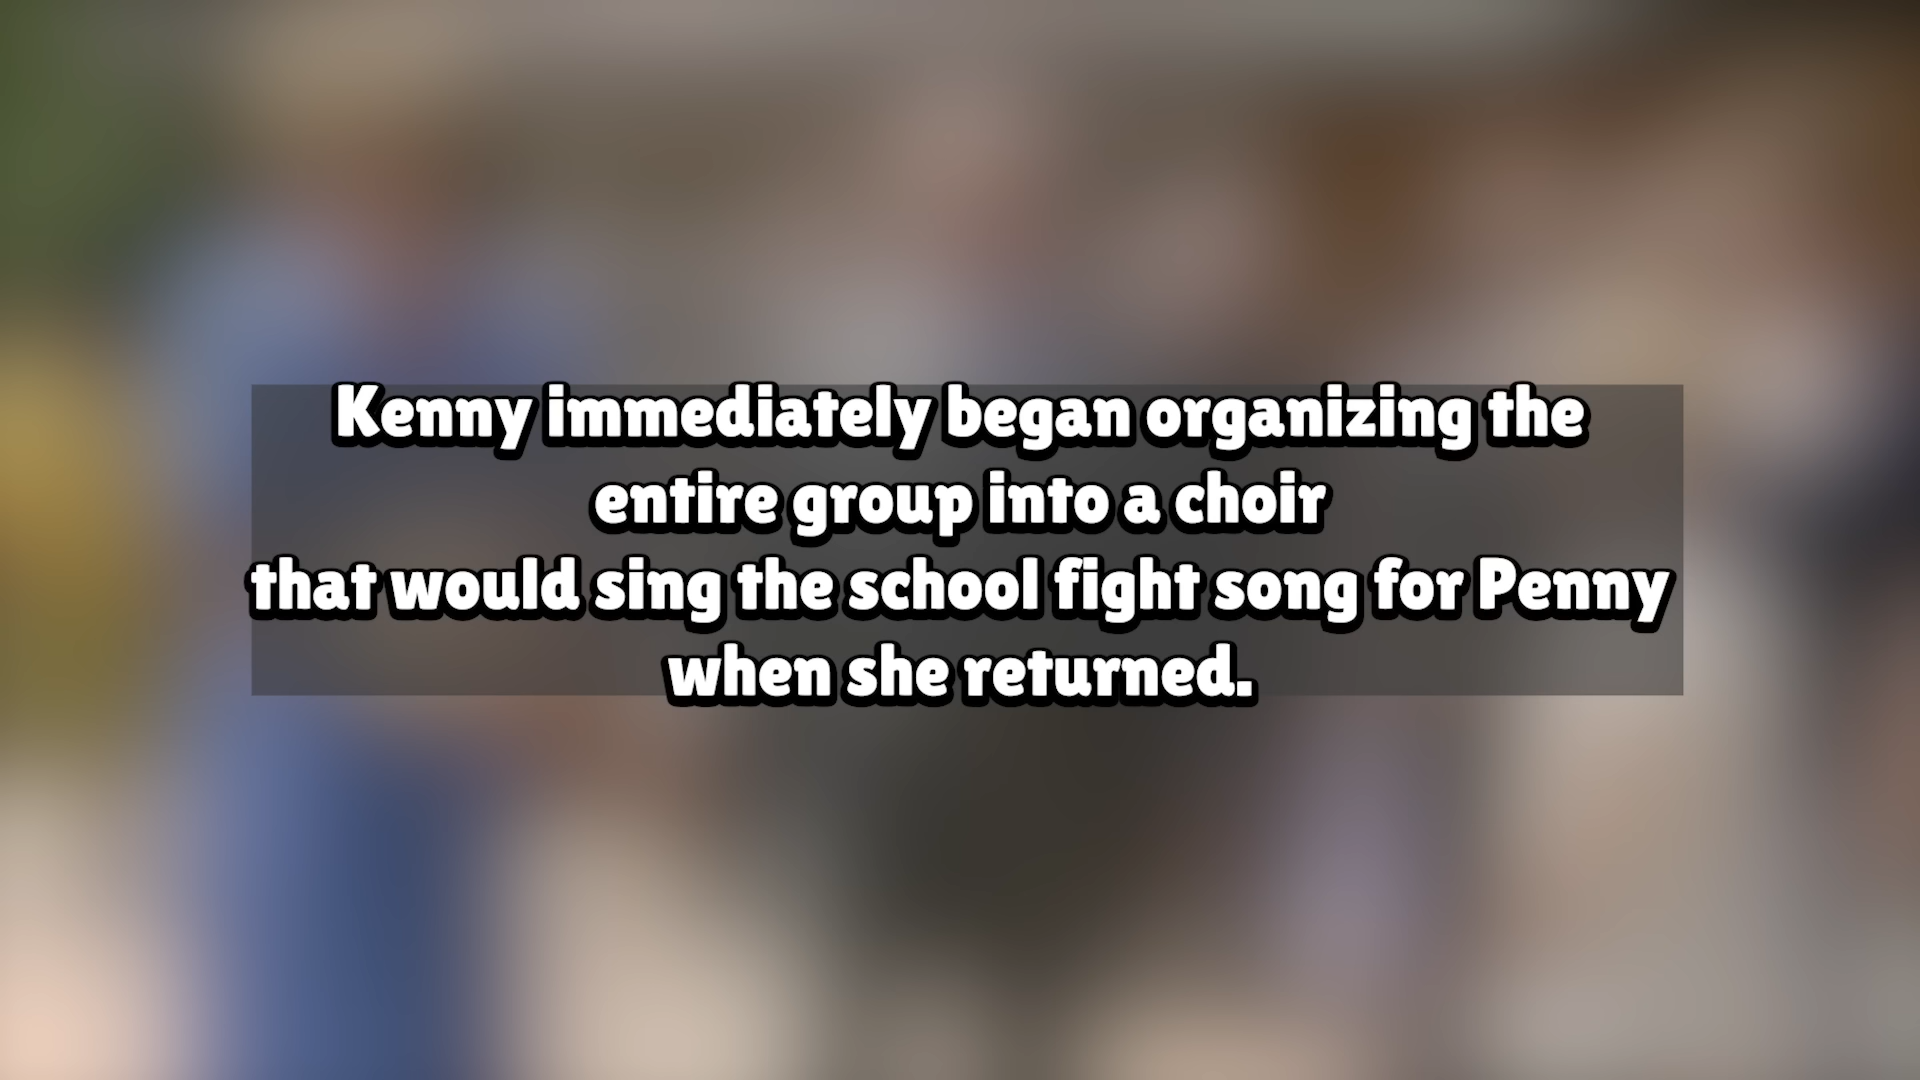 Kenny immediately began organizing the
entire group into a choir
that would sing the school fight song for Penny
when she returned.